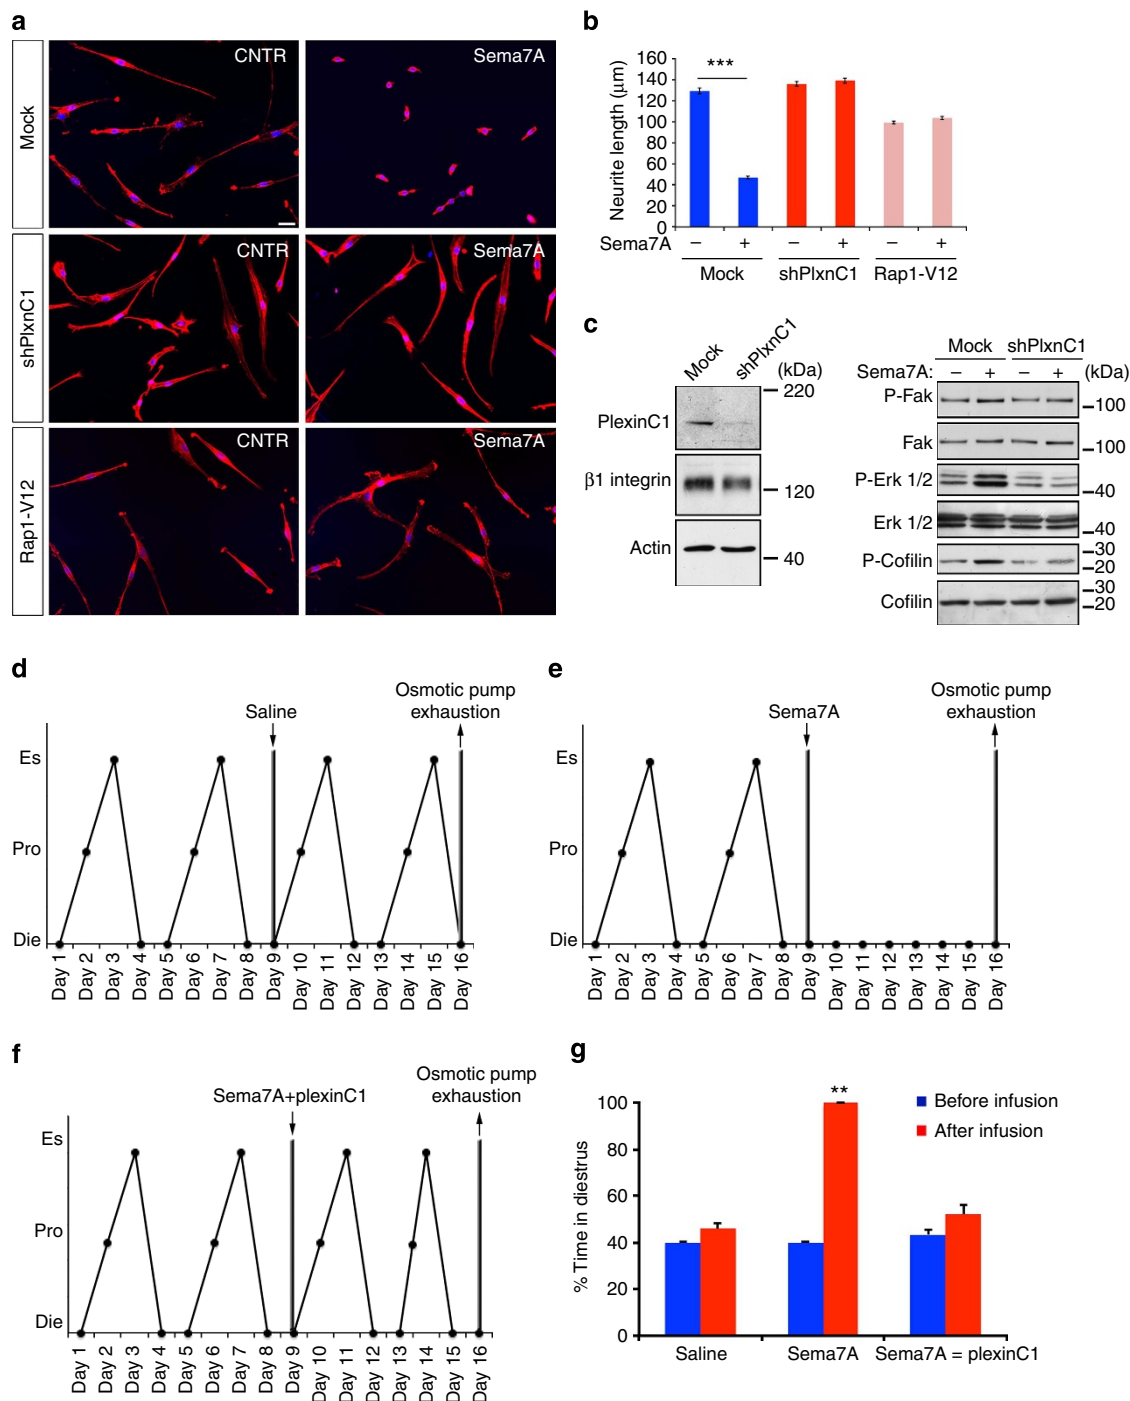 a
Mock
CNTR
Sema7A
shPlxnC1
CNTR
Sema7A
Rap1-V12
CNTR
Sema7A
b
Neurite length (µm)
160
140
120
100
80
60
40
20
0
***
Sema7A – + – + – +
Mock shPlxnC1 Rap1-V12
c
Mock shPlxnC1 (kDa)
220
PlexinC1
β1 integrin
120
Actin
40
Mock shPlxnC1
Sema7A: – + – + (kDa)
P-Fak
100
Fak
100
P-Erk 1/2
40
Erk 1/2
40
P-Cofilin
30
20
Cofilin
30
20
d
Saline
Osmotic pump
exhaustion
Es
Pro
Die
Day 1 Day 2 Day 3 Day 4 Day 5 Day 6 Day 7 Day 8 Day 9 Day 10 Day 11 Day 12 Day 13 Day 14 Day 15 Day 16
e
Sema7A
Osmotic pump
exhaustion
Es
Pro
Die
Day 1 Day 2 Day 3 Day 4 Day 5 Day 6 Day 7 Day 8 Day 9 Day 10 Day 11 Day 12 Day 13 Day 14 Day 15 Day 16
f
Sema7A+plexinC1
Osmotic pump
exhaustion
Es
Pro
Die
Day 1 Day 2 Day 3 Day 4 Day 5 Day 6 Day 7 Day 8 Day 9 Day 10 Day 11 Day 12 Day 13 Day 14 Day 15 Day 16
g
% Time in diestrus
100
80
60
40
20
0
**
Before infusion
After infusion
Saline Sema7A Sema7A = plexinC1